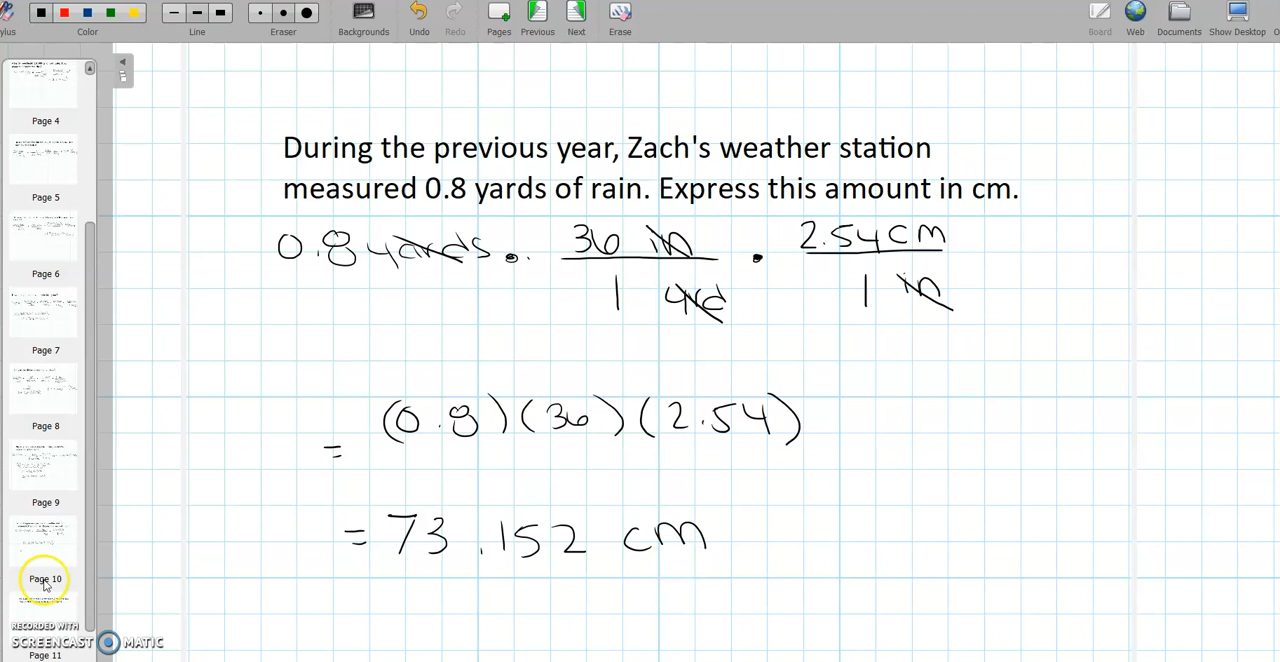 ylus
Color
Line
Eraser
Backgrounds
Undo
Redo
Pages
Previous
Next
Erase
Board
Web
Documents
Show Desktop
Page 4
Page 5
Page 6
Page 7
Page 8
Page 9
Page 10
RECORDED WITH
SCREENCAST MATIC
Page 11
During the previous year, Zach's weather station
measured 0.8 yards of rain. Express this amount in cm.
0.8 yards · 36 in / 1 yrd · 2.54 cm / 1 in
= (0.8)(36)(2.54)
= 73.152 cm